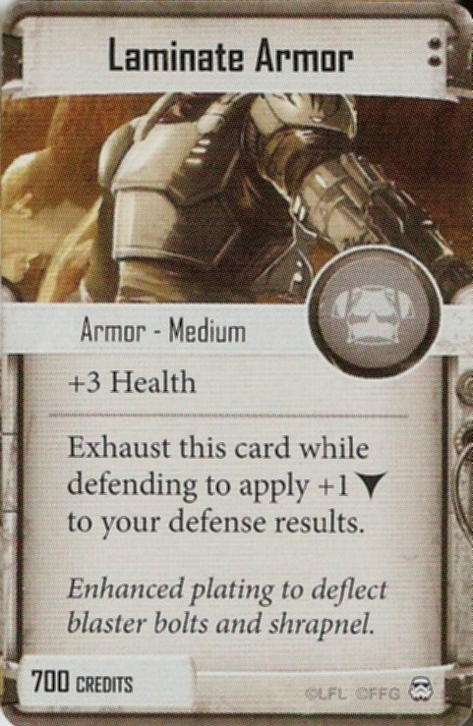 Laminate Armor
Armor - Medium
+3 Health
Exhaust this card while
defending to apply +1
to your defense results.
Enhanced plating to deflect
blaster bolts and shrapnel.
700 CREDITS
©LFL ©FFG